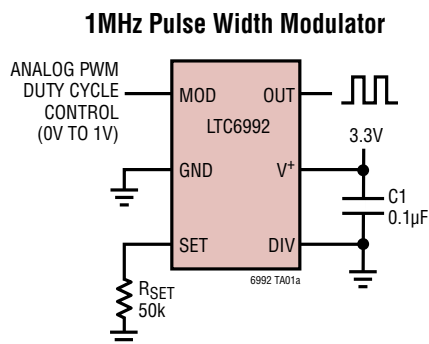 1MHz Pulse Width Modulator
ANALOG PWM
DUTY CYCLE
CONTROL
(0V TO 1V)
MOD
OUT
LTC6992
3.3V
GND
V+
C1
0.1µF
SET
DIV
6992 TA01a
RSET
50k